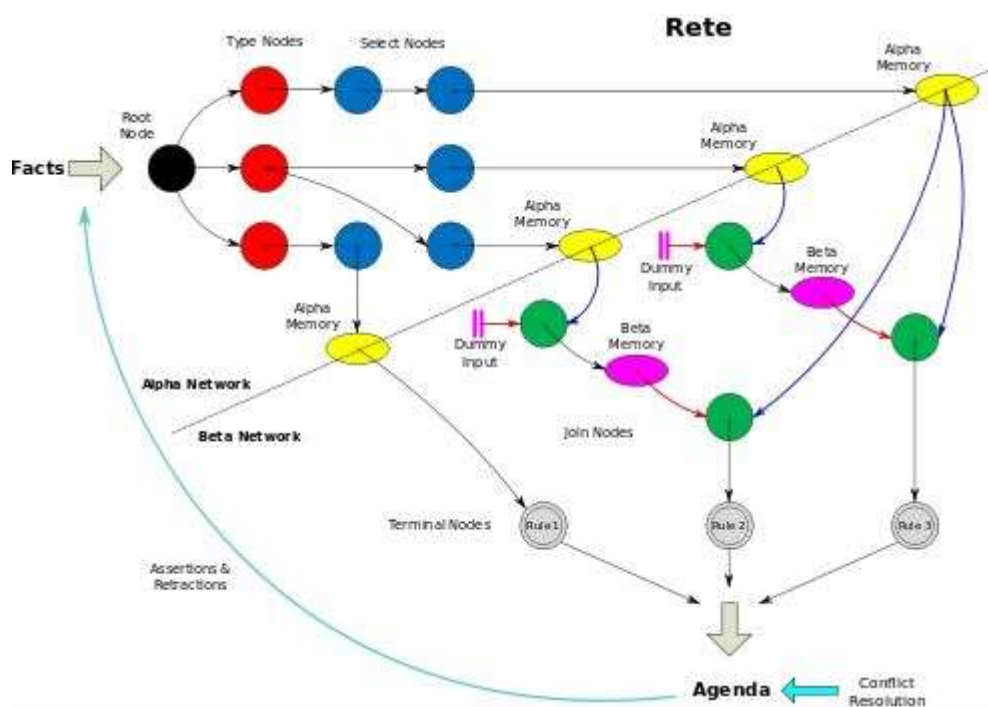 Rete
Type Nodes
Select Nodes
Alpha
Memory
Root
Node
Alpha
Memory
Facts
Alpha
Memory
Beta
Memory
Dummy
Input
Alpha
Memory
Beta
Memory
Dummy
Input
Alpha Network
Beta Network
Join Nodes
Terminal Nodes
Rule 1
Rule 2
Rule 3
Assertions &
Retractions
Agenda
Conflict
Resolution